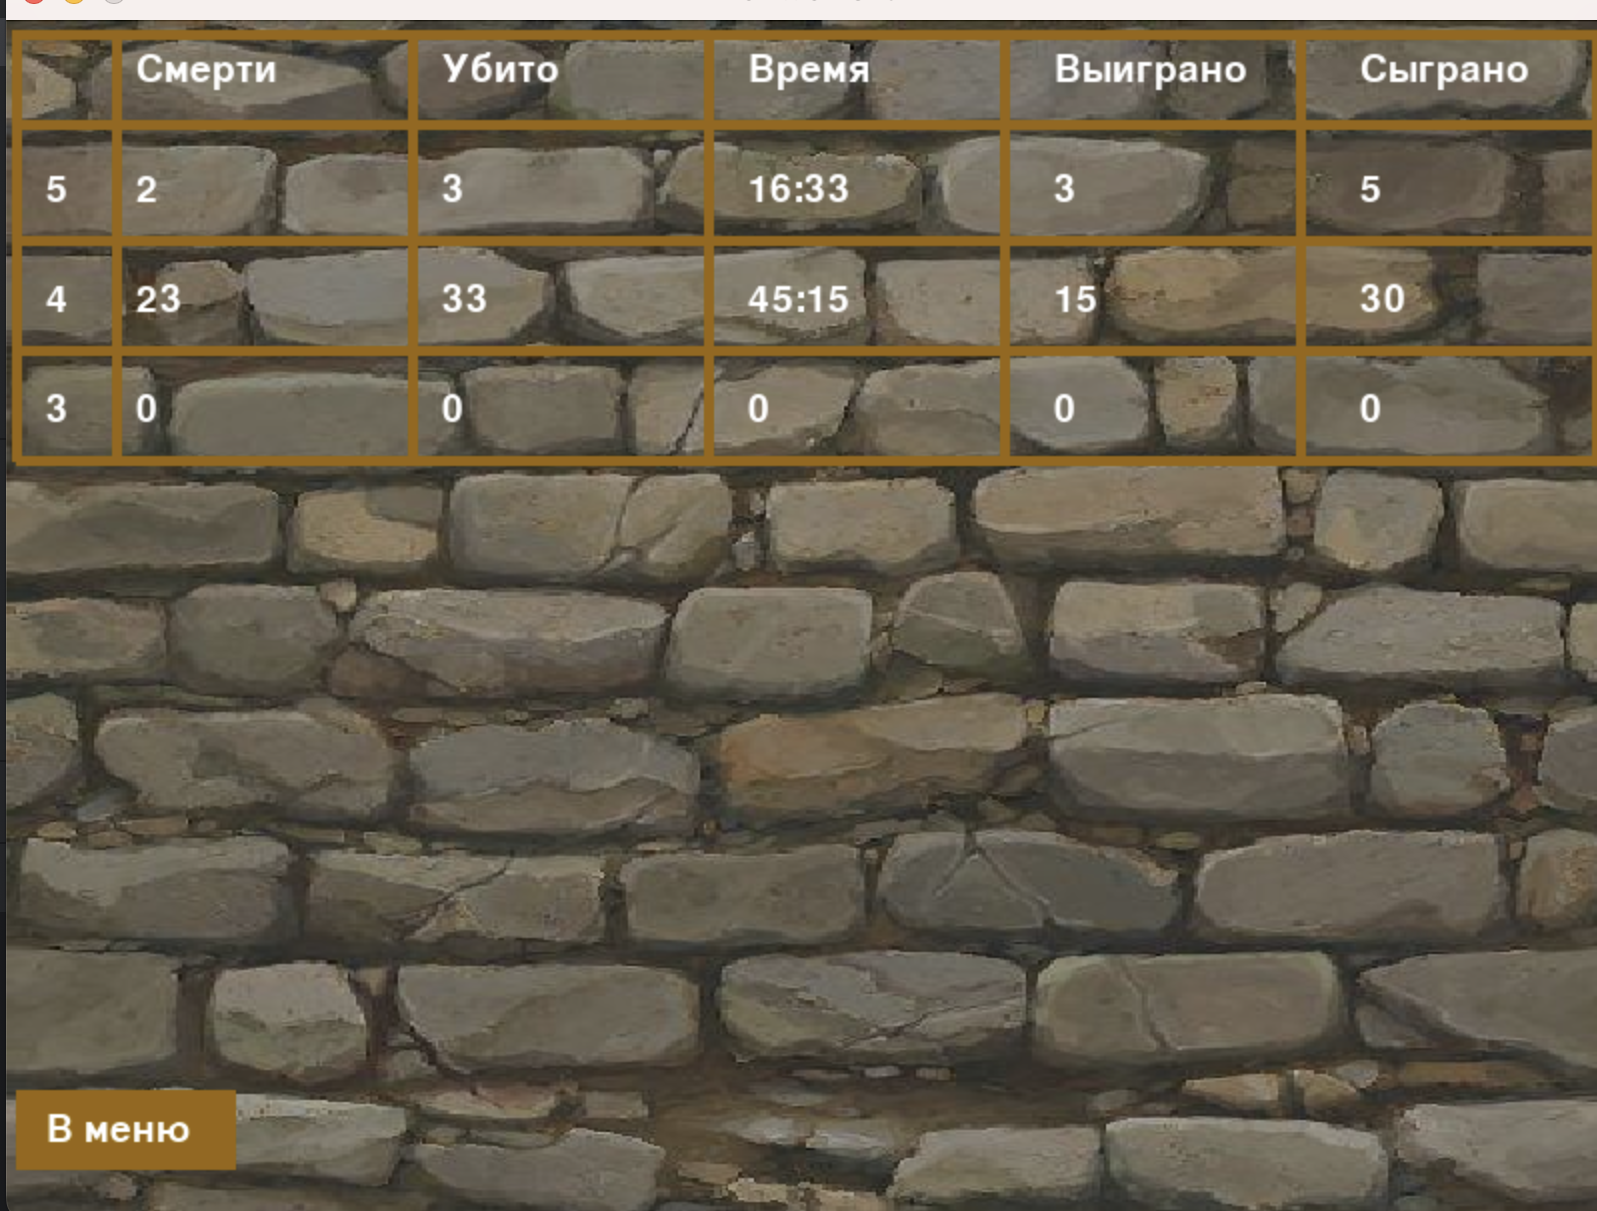 Смерти Убито Время Выиграно Сыграно
5 2 3 16:33 3 5
4 23 33 45:15 15 30
3 0 0 0 0 0
В меню